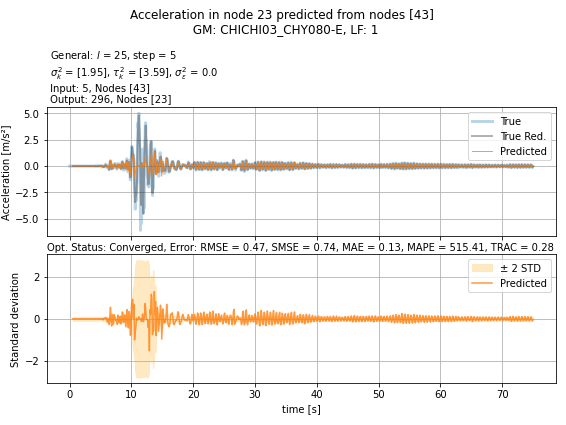 Acceleration in node 23 predicted from nodes [43]
GM: CHICHI03_CHY080-E, LF: 1
General: l = 25, step = 5
σ²ₖ = [1.95], τ²ₖ = [3.59], σ²ε = 0.0
Input: 5, Nodes [43]
Output: 296, Nodes [23]
Acceleration [m/s²]
5.0
2.5
0.0
−2.5
−5.0
True
True Red.
Predicted
Opt. Status: Converged, Error: RMSE = 0.47, SMSE = 0.74, MAE = 0.13, MAPE = 515.41, TRAC = 0.28
Standard deviation
2
0
−2
± 2 STD
Predicted
0 10 20 30 40 50 60 70
time [s]